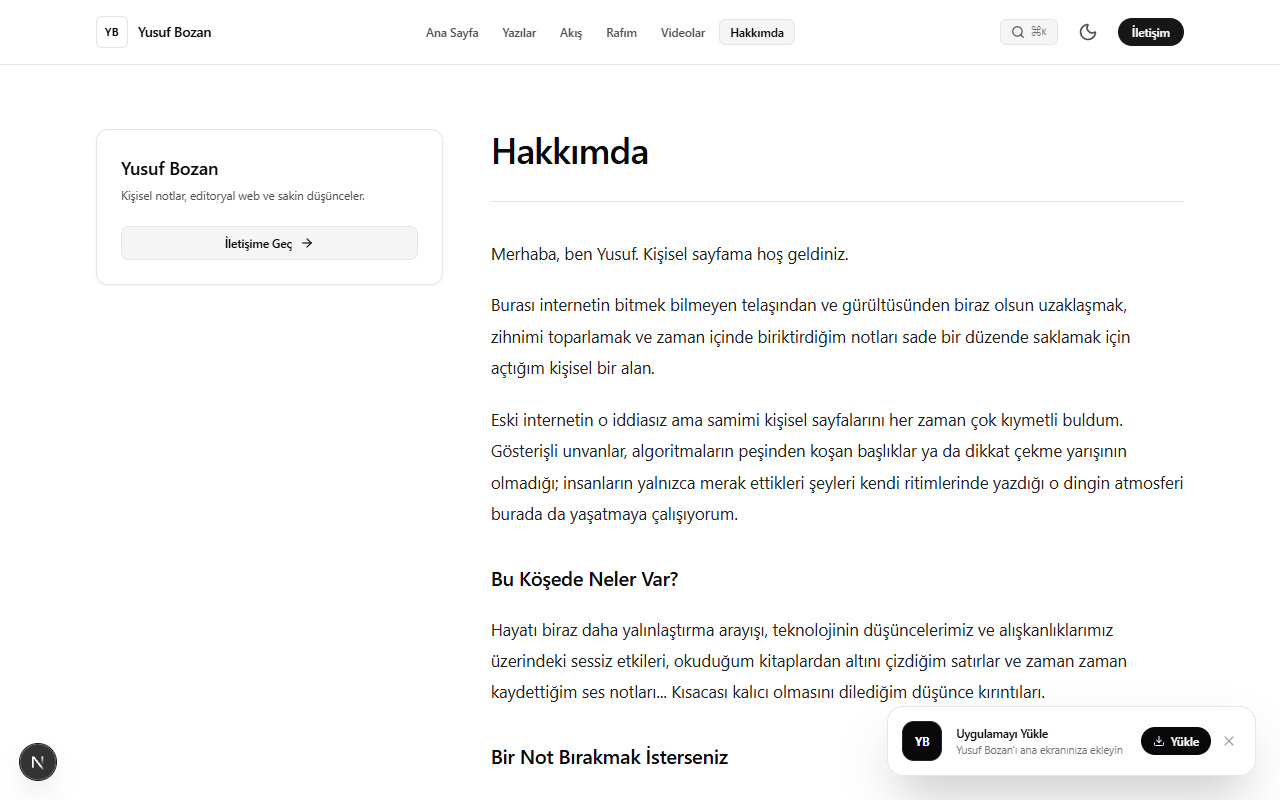 YB
Yusuf Bozan
Ana Sayfa
Yazılar
Akış
Rafım
Videolar
Hakkımda
⌘K
İletişim
Yusuf Bozan
Kişisel notlar, editoryal web ve sakin düşünceler.
İletişime Geç →
Hakkımda
Merhaba, ben Yusuf. Kişisel sayfama hoş geldiniz.
Burası internetin bitmek bilmeyen telaşından ve gürültüsünden biraz olsun uzaklaşmak,
zihnimi toparlamak ve zaman içinde biriktirdiğim notları sade bir düzende saklamak için
açtığım kişisel bir alan.
Eski internetin o iddiasız ama samimi kişisel sayfalarını her zaman çok kıymetli buldum.
Gösterişli unvanlar, algoritmaların peşinden koşan başlıklar ya da dikkat çekme yarışının
olmadığı; insanların yalnızca merak ettikleri şeyleri kendi ritimlerinde yazdığı o dingin atmosferi
burada da yaşatmaya çalışıyorum.
Bu Köşede Neler Var?
Hayatı biraz daha yalınlaştırma arayışı, teknolojinin düşüncelerimiz ve alışkanlıklarımız
üzerindeki sessiz etkileri, okuduğum kitaplardan altını çizdiğim satırlar ve zaman zaman
kaydettiğim ses notları... Kısacası kalıcı olmasını dilediğim düşünce kırıntıları.
Bir Not Bırakmak İsterseniz
YB
Uygulamayı Yükle
Yusuf Bozan'ı ana ekranınıza ekleyin
Yükle
N